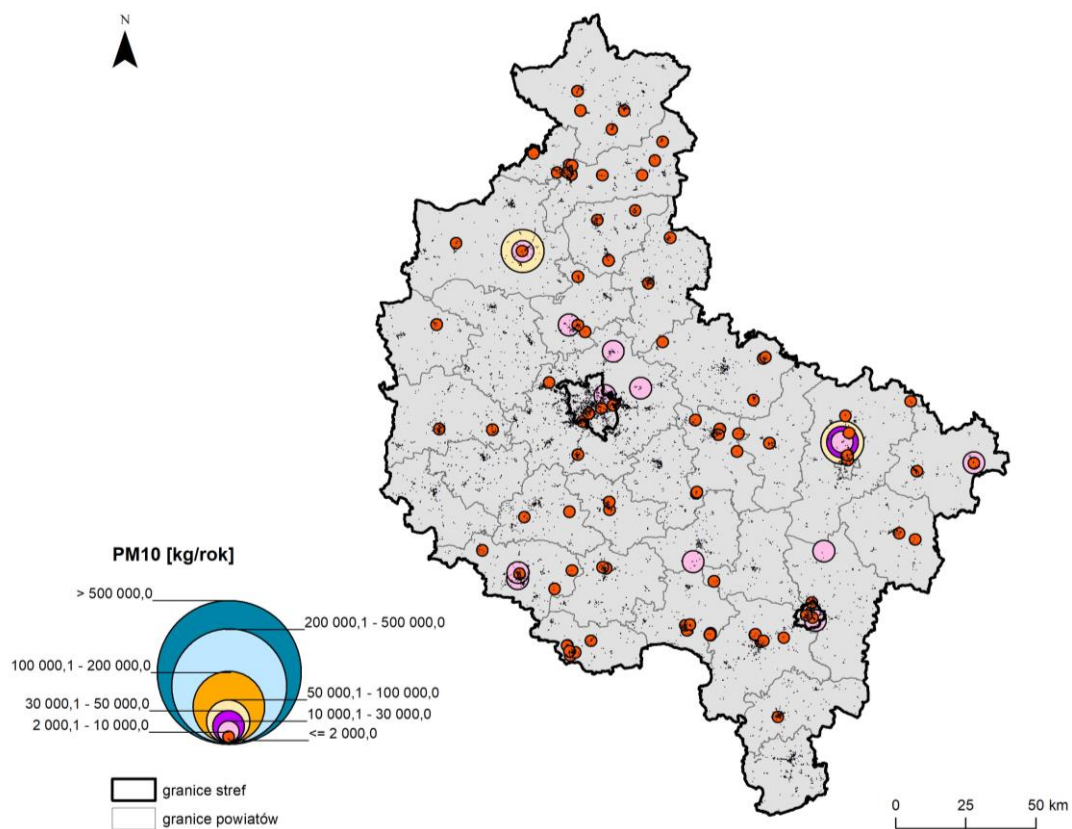 N
PM10 [kg/rok]
> 500 000,0
200 000,1 - 500 000,0
100 000,1 - 200 000,0
50 000,1 - 100 000,0
30 000,1 - 50 000,0
10 000,1 - 30 000,0
2 000,1 - 10 000,0
<= 2 000,0
granice stref
granice powiatów
0 25 50 km